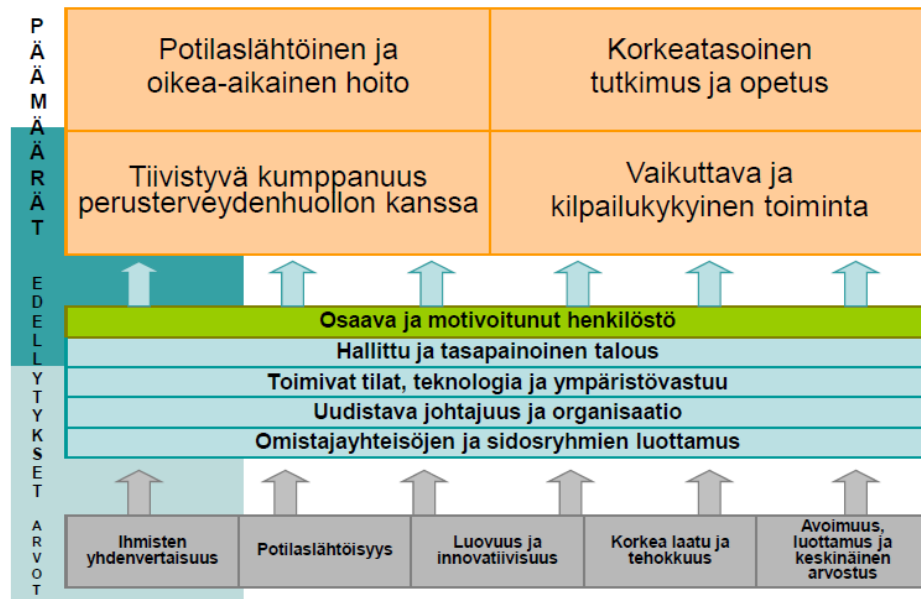 PÄÄMÄÄRÄT
Potilaslähtöinen ja
oikea-aikainen hoito
Korkeatasoinen
tutkimus ja opetus
Tiivistyvä kumppanuus
perusterveydenhuollon kanssa
Vaikuttava ja
kilpailukykyinen toiminta
EDELLYTYKSET
Osaava ja motivoitunut henkilöstö
Hallittu ja tasapainoinen talous
Toimivat tilat, teknologia ja ympäristövastuu
Uudistava johtajuus ja organisaatio
Omistajayhteisöjen ja sidosryhmien luottamus
ARVOT
Ihmisten
yhdenvertaisuus
Potilaslähtöisyys
Luovuus ja
innovatiivisuus
Korkea laatu ja
tehokkuus
Avoimuus,
luottamus ja
keskinäinen
arvostus